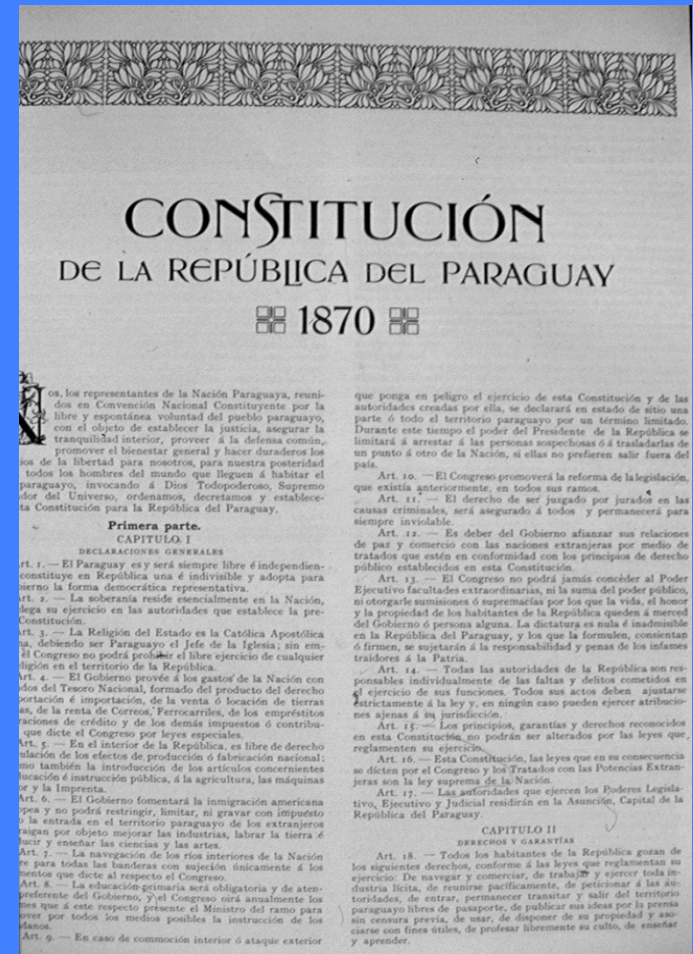 CONSTITUCIÓN
DE LA REPÚBLICA DEL PARAGUAY
1870
os, los representantes de la Nación Paraguaya, reuni-
dos en Convención Nacional Constituyente por la
libre y espontánea voluntad del pueblo paraguayo,
con el objeto de establecer la justicia, asegurar la
tranquilidad interior, proveer á la defensa común,
promover el bienestar general y hacer duraderos los
ios de la libertad para nosotros, para nuestra posteridad
todos los hombres del mundo que lleguen á habitar el
paraguayo, invocando á Dios Todopoderoso, Supremo
dor del Universo, ordenamos, decretamos y establece-
ta Constitución para la República del Paraguay.
Primera parte.
CAPITULO I
DECLARACIONES GENERALES
rt. 1. — El Paraguay es y será siempre libre é independien-
constituye en República una é indivisible y adopta para
bierno la forma democrática representativa.
rt. 2. — La soberanía reside esencialmente en la Nación,
lega su ejercicio en las autoridades que establece la pre-
Constitución.
rt. 3. — La Religión del Estado es la Católica Apostólica
na, debiendo ser Paraguayo el Jefe de la Iglesia; sin em-
el Congreso no podrá prohibir el libre ejercicio de cualquier
ligión en el territorio de la República.
Art. 4. — El Gobierno provée á los gastos de la Nación con
dos del Tesoro Nacional, formado del producto del derecho
portación é importación, de la venta ó locación de tierras
as, de la renta de Correos, Ferrocarriles, de los empréstitos
raciones de crédito y de los demás impuestos ó contribu-
que dicte el Congreso por leyes especiales.
Art. 5. — En el interior de la República, es libre de derecho
ulación de los efectos de producción ó fabricación nacional;
mo también la introducción de los artículos concernientes
ucación é instrucción pública, á la agricultura, las máquinas
or y la Imprenta.
Art. 6. — El Gobierno fomentará la inmigración americana
opea y no podrá restringir, limitar, ni gravar con impuesto
o la entrada en el territorio paraguayo de los extranjeros
raigan por objeto mejorar las industrias, labrar la tierra é
ducir y enseñar las ciencias y las artes.
Art. 7. — La navegación de los ríos interiores de la Nación
re para todas las banderas con sujeción únicamente á los
mentos que dicte al respecto el Congreso.
Art. 8. — La educación primaria será obligatoria y de aten-
preferente del Gobierno, y el Congreso oirá anualmente los
mes que á este respecto presente el Ministro del ramo para
over por todos los medios posibles la instrucción de los
danos.
Art. 9. — En caso de conmoción interior ó ataque exterior
que ponga en peligro el ejercicio de esta Constitución y de las
autoridades creadas por ella, se declarará en estado de sitio una
parte ó todo el territorio paraguayo por un término limitado.
Durante este tiempo el poder del Presidente de la República se
limitará á arrestar á las personas sospechosas ó á trasladarlas de
un punto á otro de la Nación, si ellas no prefieren salir fuera del
país.
Art. 10. — El Congreso promoverá la reforma de la legislación,
que existía anteriormente, en todos sus ramos.
Art. 11. — El derecho de ser juzgado por jurados en las
causas criminales, será asegurado á todos y permanecerá para
siempre inviolable.
Art. 12. — Es deber del Gobierno afianzar sus relaciones
de paz y comercio con las naciones extranjeras por medio de
tratados que estén en conformidad con los principios de derecho
público establecidos en esta Constitución.
Art. 13. — El Congreso no podrá jamás concéder al Poder
Ejecutivo facultades extraordinarias, ni la suma del poder público,
ni otorgarle sumisiones ó supremacías por los que la vida, el honor
y la propiedad de los habitantes de la República queden á merced
del Gobierno ó persona alguna. La dictatura es nula é inadmisible
en la República del Paraguay, y los que la formulen, consientan
ó firmen, se sujetarán á la responsabilidad y penas de los infames
traidores á la Patria.
Art. 14. — Todas las autoridades de la República son res-
ponsables individualmente de las faltas y delitos cometidos en
el ejercicio de sus funciones. Todos sus actos deben ajustarse
estrictamente á la ley y, en ningún caso pueden ejercer atribucio-
nes ajenas á su jurisdicción.
Art. 15. — Los principios, garantías y derechos reconocidos
en esta Constitución no podrán ser alterados por las leyes que
reglamenten su ejercicio.
Art. 16. — Esta Constitución, las leyes que en su consecuencia
se dicten por el Congreso y los Tratados con las Potencias Extran-
jeras son la ley suprema de la Nación.
Art. 17. — Las autoridades que ejercen los Poderes Legisla-
tivo, Ejecutivo y Judicial residirán en la Asunción, Capital de la
República del Paraguay.
CAPITULO II
DERECHOS Y GARANTÍAS
Art. 18. — Todos los habitantes de la República gozan de
los siguientes derechos, conforme á las leyes que reglamentan su
ejercicio: De navegar y comerciar, de trabajar y ejercer toda in-
dustria lícita, de reunirse pacíficamente, de peticionar á las au-
toridades, de entrar, permanecer transitar y salir del territorio
paraguayo libres de pasaporte, de publicar sus ideas por la prensa
sin censura previa, de usar, de disponer de su propiedad y aso-
ciarse con fines útiles, de profesar libremente su culto, de enseñar
y aprender.